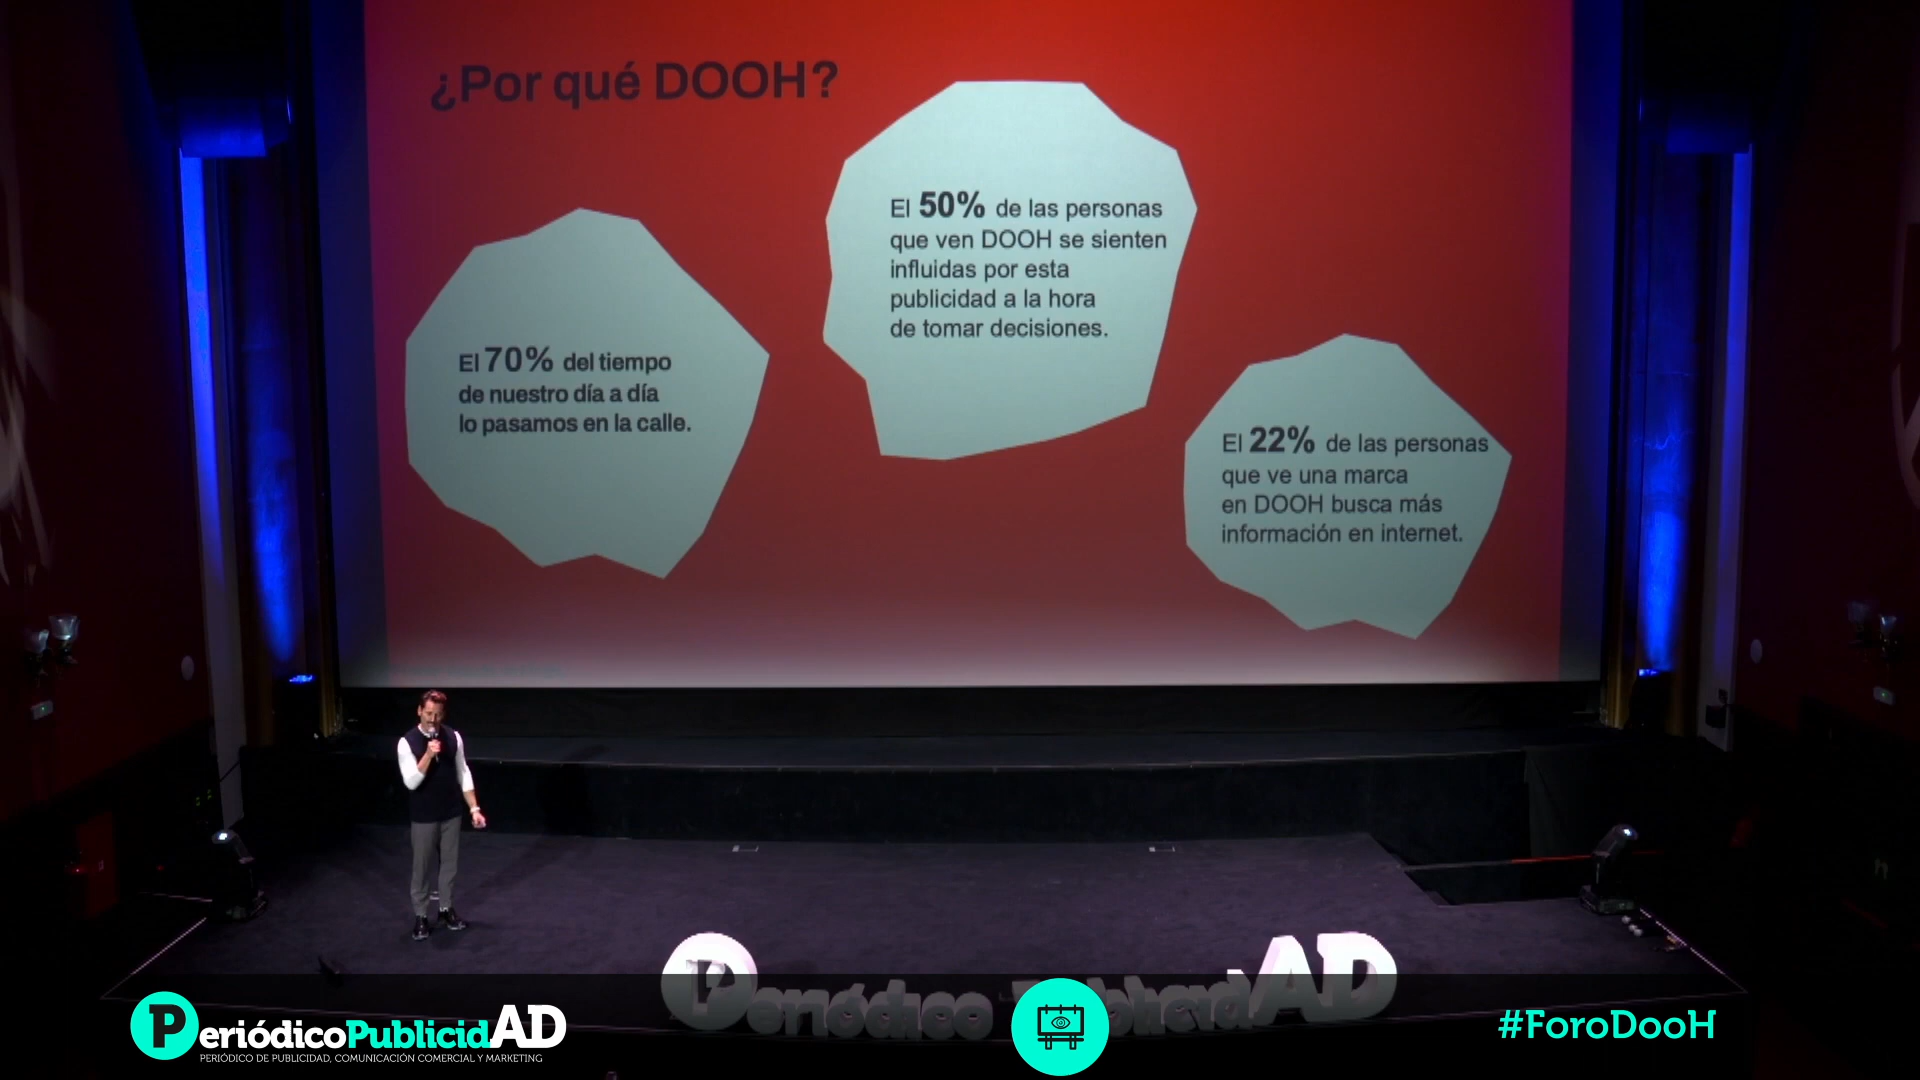 ¿Por qué DOOH?
El 70% del tiempo
de nuestro día a día
lo pasamos en la calle.
El 50% de las personas
que ven DOOH se sienten
influidas por esta
publicidad a la hora
de tomar decisiones.
El 22% de las personas
que ve una marca
en DOOH busca más
información en internet.
Periódico PublicidAD
PeriódicoPublicidAD
PERIÓDICO DE PUBLICIDAD, COMUNICACIÓN COMERCIAL Y MARKETING
#ForoDooH